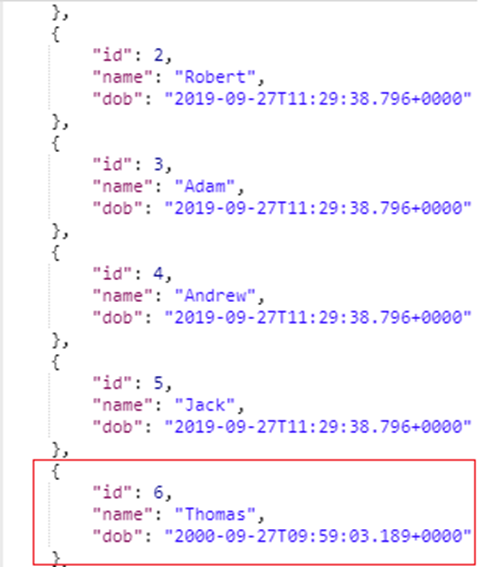 },
{
"id": 2,
"name": "Robert",
"dob": "2019-09-27T11:29:38.796+0000"
},
{
"id": 3,
"name": "Adam",
"dob": "2019-09-27T11:29:38.796+0000"
},
{
"id": 4,
"name": "Andrew",
"dob": "2019-09-27T11:29:38.796+0000"
},
{
"id": 5,
"name": "Jack",
"dob": "2019-09-27T11:29:38.796+0000"
},
{
"id": 6,
"name": "Thomas",
"dob": "2000-09-27T09:59:03.189+0000"
},